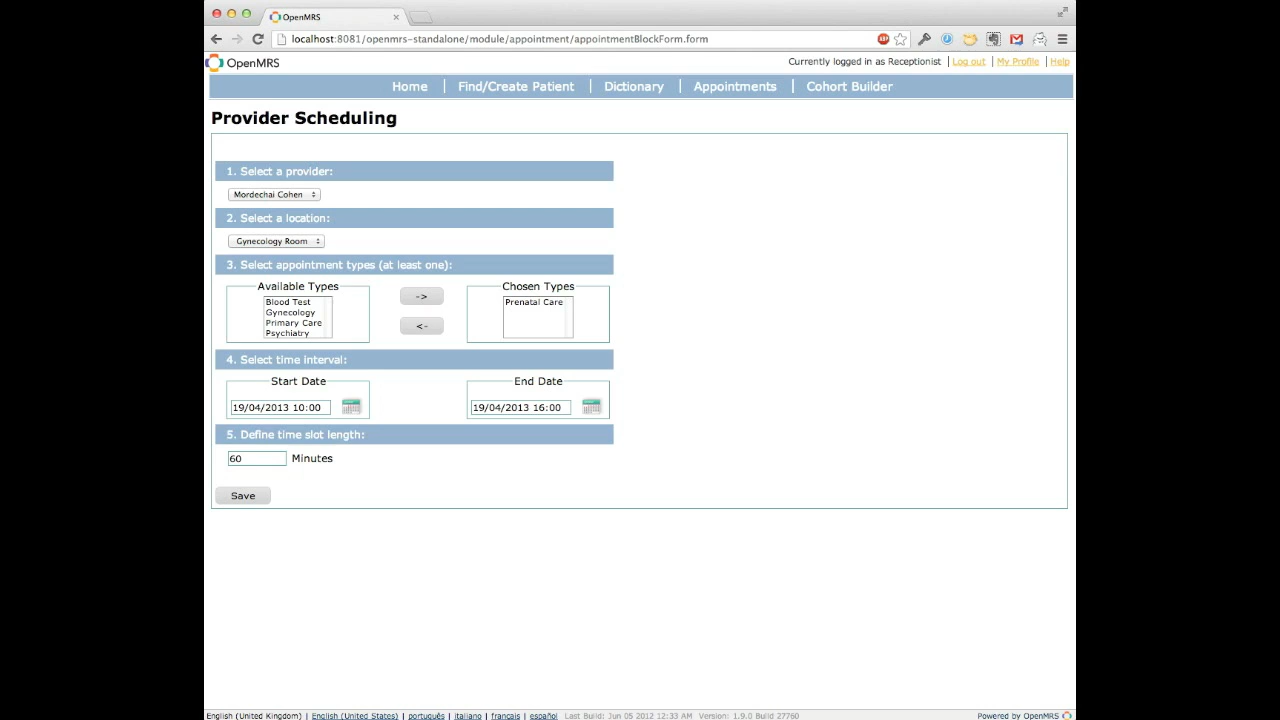 OpenMRS
localhost:8081/openmrs-standalone/module/appointment/appointmentBlockForm.form
ABP
OpenMRS
Currently logged in as Receptionist | Log out | My Profile | Help
Home | Find/Create Patient | Dictionary | Appointments | Cohort Builder
Provider Scheduling
1. Select a provider:
Mordechai Cohen
2. Select a location:
Gynecology Room
3. Select appointment types (at least one):
Available Types
Blood Test
Gynecology
Primary Care
Psychiatry
->
<-
Chosen Types
Prenatal Care
4. Select time interval:
Start Date
19/04/2013 10:00
End Date
19/04/2013 16:00
5. Define time slot length:
60 Minutes
Save
English (United Kingdom) | English (United States) | português | italiano | français | español Last Build: Jun 05 2012 12:33 AM Version: 1.9.0 Build 27760 Powered by OpenMRS